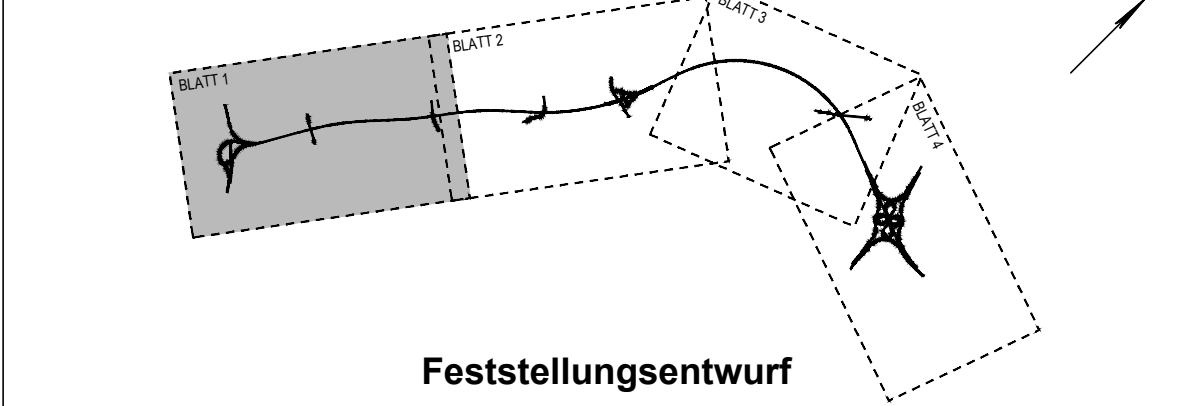 BLATT 1
BLATT 2
BLATT 3
BLATT 4
Feststellungsentwurf